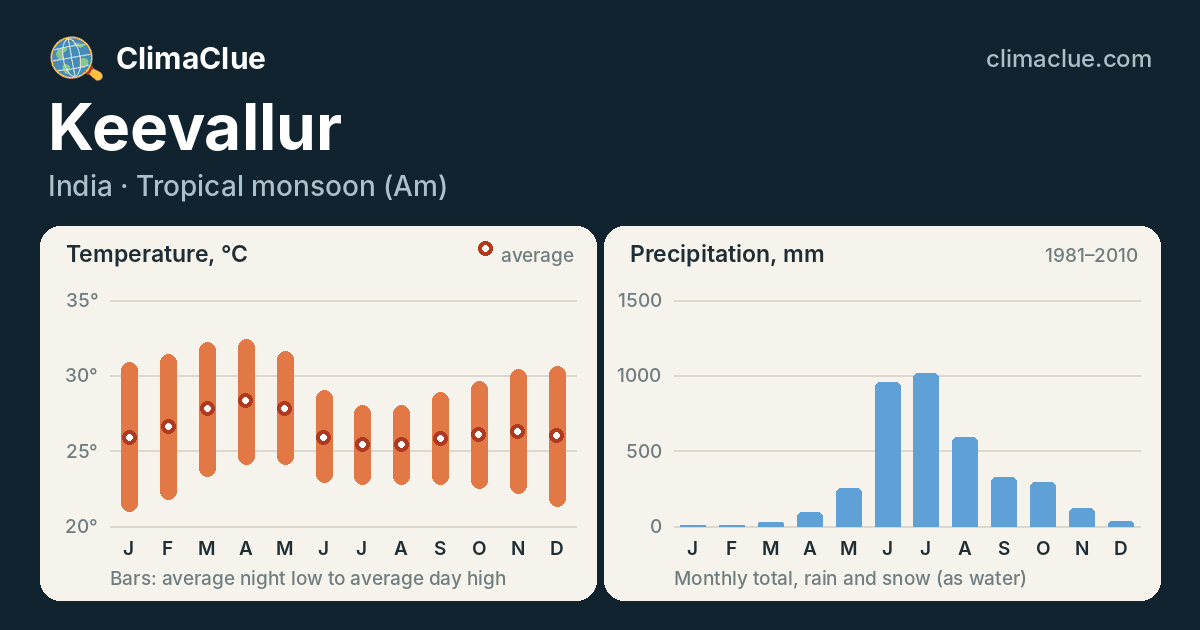 ClimaClue
climaclue.com
Keevallur
India · Tropical monsoon (Am)
Temperature, °C
average
35°
30°
25°
20°
J F M A M J J A S O N D
Bars: average night low to average day high
Precipitation, mm
1981–2010
1500
1000
500
0
J F M A M J J A S O N D
Monthly total, rain and snow (as water)